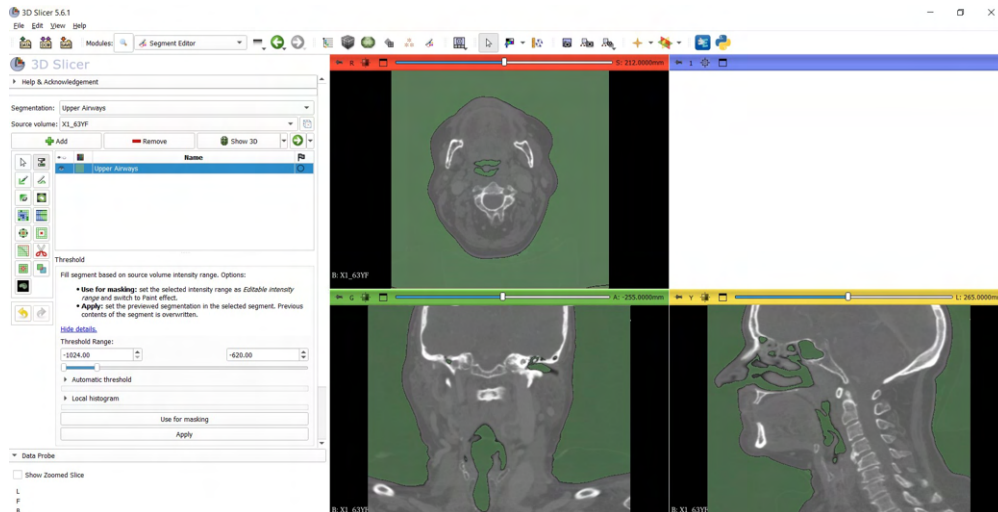 3D Slicer 5.6.1
File Edit View Help
Modules: Segment Editor
3D Slicer
Help & Acknowledgement
Segmentation: Upper Airways
Source volume: X1_63YF
Add Remove Show 3D
Name
Upper Airways
Threshold
Fill segment based on source volume intensity range. Options:
Use for masking: set the selected intensity range as Editable intensity
range and switch to Paint effect.
Apply: set the previewed segmentation in the selected segment. Previous
contents of the segment is overwritten.
Hide details.
Threshold Range:
-1024.00 -620.00
Automatic threshold
Local histogram
Use for masking
Apply
Data Probe
Show Zoomed Slice
L
F
B
R S: 212.0000mm
B: X1_63YF
1
G A: -255.0000mm
B: X1_63YF
Y L: 265.0000mm
B: X1_63YF